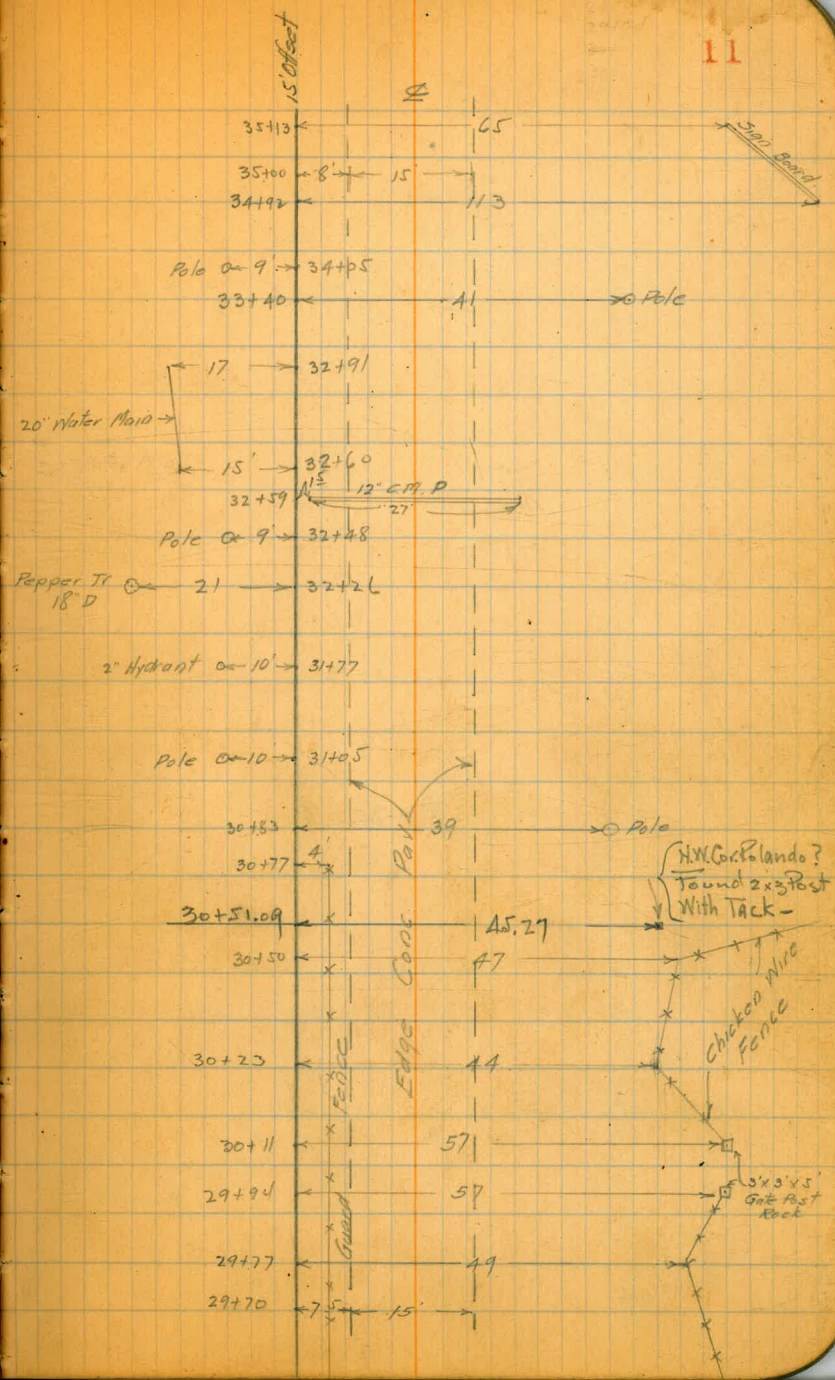 11
15' Offset
℄
35+13 65
Sign Board
35+00 8' 15'
34+92 113
Pole 9' 34+05
33+40 41 Pole
17 32+91
20" Water Main
15' 32+60
32+59 1.5 12" C.M.P
27'
Pole 9' 32+48
Pepper Tr 21 32+26
18" D
2" Hydrant 10' 31+77
Pole 10' 31+05
30+83 39 Pole
30+77 4'
N.W. Cor. Polando?
Found 2x3 Post
With Tack-
30+51.09 45.27
30+50 47
Chicken Wire
Fence
Edge Conc Pav
30+23 44
Guard Fence
30+11 57
3'x3'x5'
Gate Post
Rock
29+94 57
29+77 49
29+70 7.5 15'